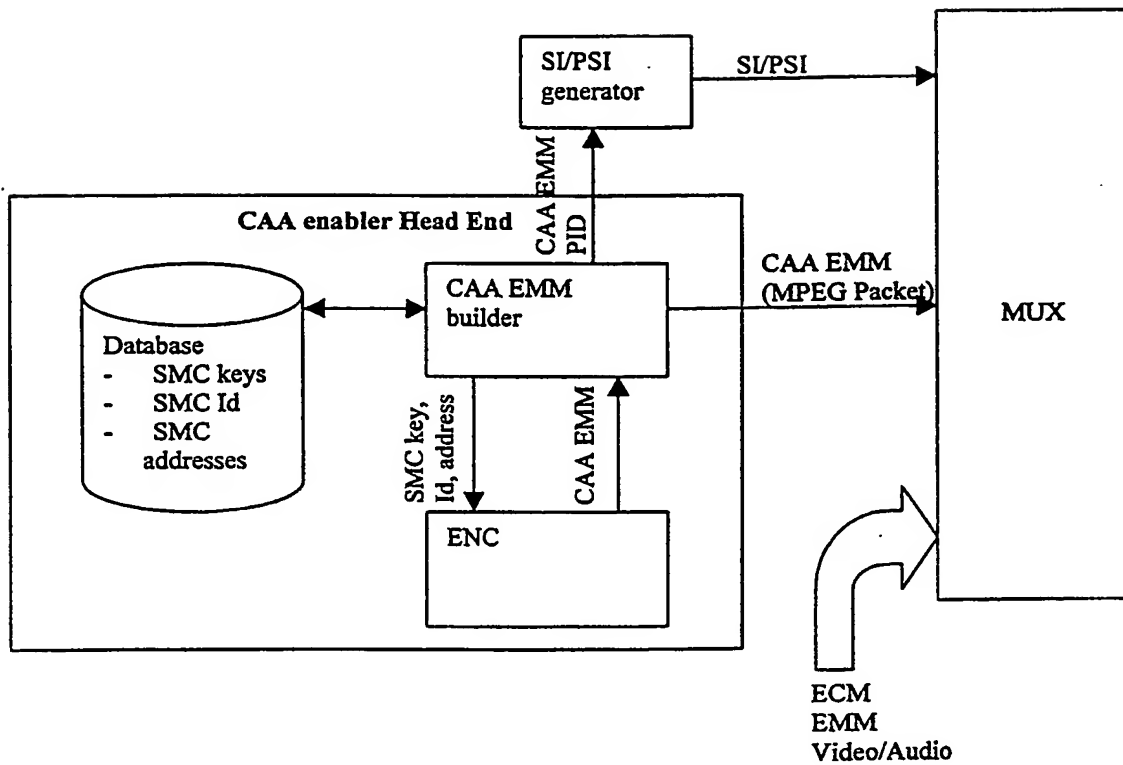 SI/PSI
generator
SI/PSI
CAA EMM
PID
CAA enabler Head End
CAA EMM
builder
CAA EMM
(MPEG Packet)
MUX
Database
- SMC keys
- SMC Id
- SMC
addresses
SMC key,
Id, address
CAA EMM
ENC
ECM
EMM
Video/Audio